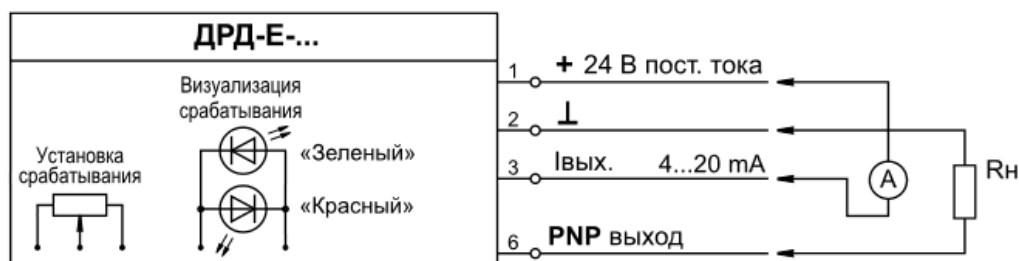 ДРД-Е-...
Визуализация
срабатывания
«Зеленый»
Установка
срабатывания
«Красный»
1 + 24 В пост. тока
2 ⊥
3 Iвых. 4...20 mA
6 PNP выход
A
Rн